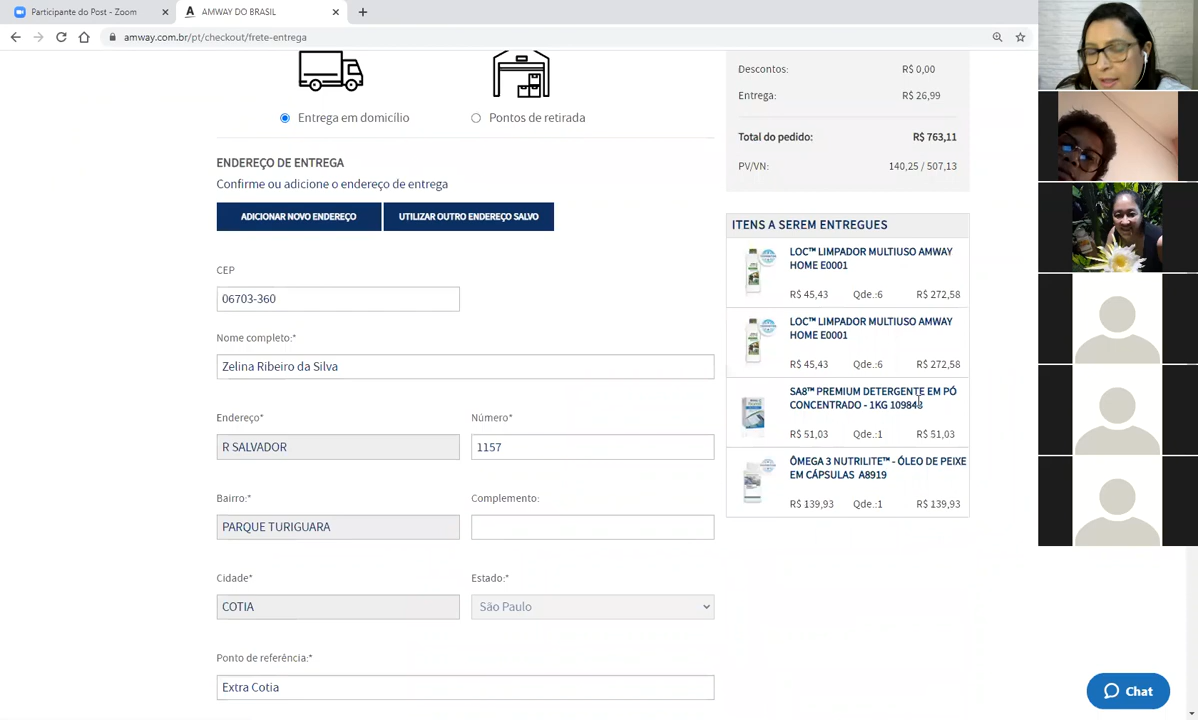 Participante do Post - Zoom
AMWAY DO BRASIL
amway.com.br/pt/checkout/frete-entrega
Entrega em domicílio
Pontos de retirada
ENDEREÇO DE ENTREGA
Confirme ou adicione o endereço de entrega
ADICIONAR NOVO ENDEREÇO
UTILIZAR OUTRO ENDEREÇO SALVO
CEP
06703-360
Nome completo:*
Zelina Ribeiro da Silva
Endereço*
Número*
R SALVADOR
1157
Bairro:*
Complemento:
PARQUE TURIGUARA
Cidade*
Estado:*
COTIA
São Paulo
Ponto de referência:*
Extra Cotia
Descontos: R$ 0,00
Entrega: R$ 26,99
Total do pedido: R$ 763,11
PV/VN: 140,25 / 507,13
ITENS A SEREM ENTREGUES
LOC™ LIMPADOR MULTIUSO AMWAY
HOME E0001
R$ 45,43 Qde.:6 R$ 272,58
LOC™ LIMPADOR MULTIUSO AMWAY
HOME E0001
R$ 45,43 Qde.:6 R$ 272,58
SA8™ PREMIUM DETERGENTE EM PÓ
CONCENTRADO - 1KG 109848
R$ 51,03 Qde.:1 R$ 51,03
ÔMEGA 3 NUTRILITE™ - ÓLEO DE PEIXE
EM CÁPSULAS A8919
R$ 139,93 Qde.:1 R$ 139,93
Chat